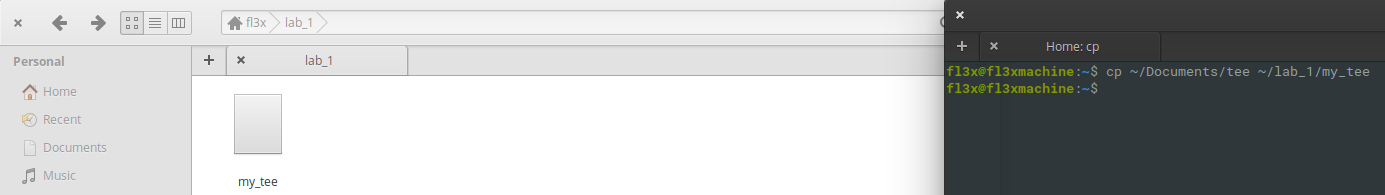 fl3x lab_1
Personal
Home
Recent
Documents
Music
lab_1
my_tee
Home: cp
fl3x@fl3xmachine:~$ cp ~/Documents/tee ~/lab_1/my_tee
fl3x@fl3xmachine:~$